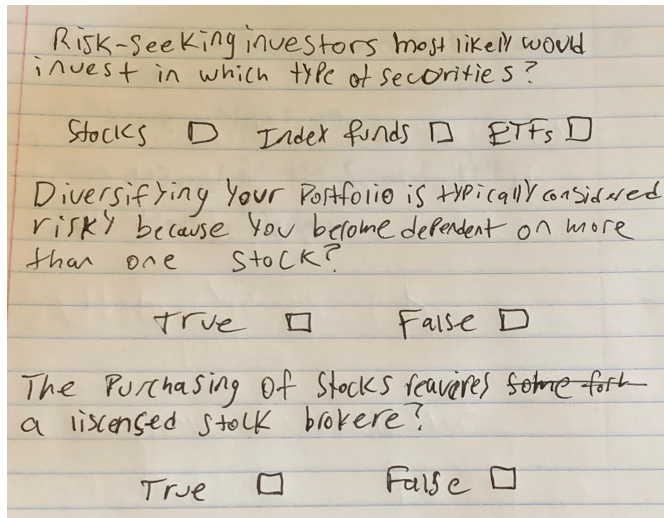 Risk-seeking investors most likely would
invest in which type of securities?
Stocks Index funds ETFs
Diversifying Your Portfolio is typically considered
risky because you become dependent on more
than one stock?
True False
The Purchasing of Stocks requires some form
a liscensed stock brokere?
True False